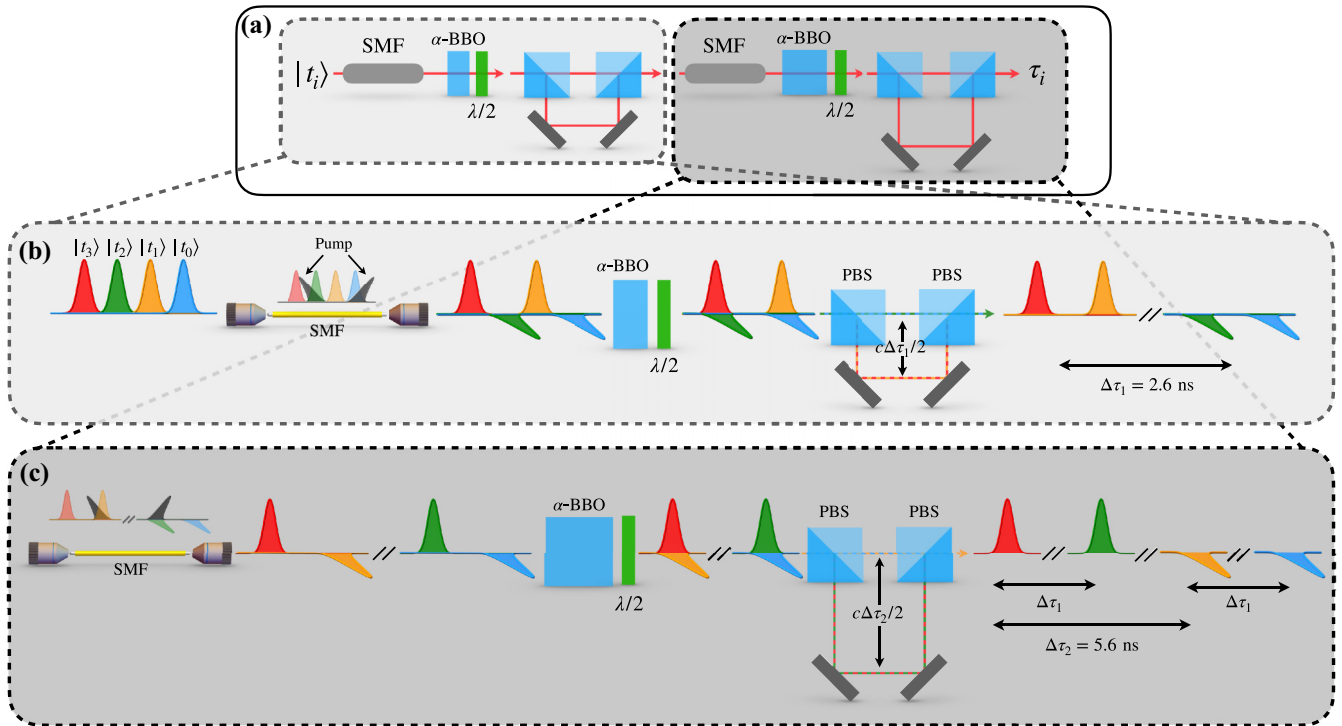 (a)
SMF
α-BBO
λ/2
|t_i⟩
SMF
α-BBO
λ/2
τ_i
(b)
|t_3⟩ |t_2⟩ |t_1⟩ |t_0⟩
Pump
SMF
α-BBO
λ/2
PBS
PBS
cΔτ_1/2
Δτ_1 = 2.6 ns
(c)
SMF
α-BBO
λ/2
PBS
PBS
cΔτ_2/2
Δτ_1
Δτ_1
Δτ_2 = 5.6 ns